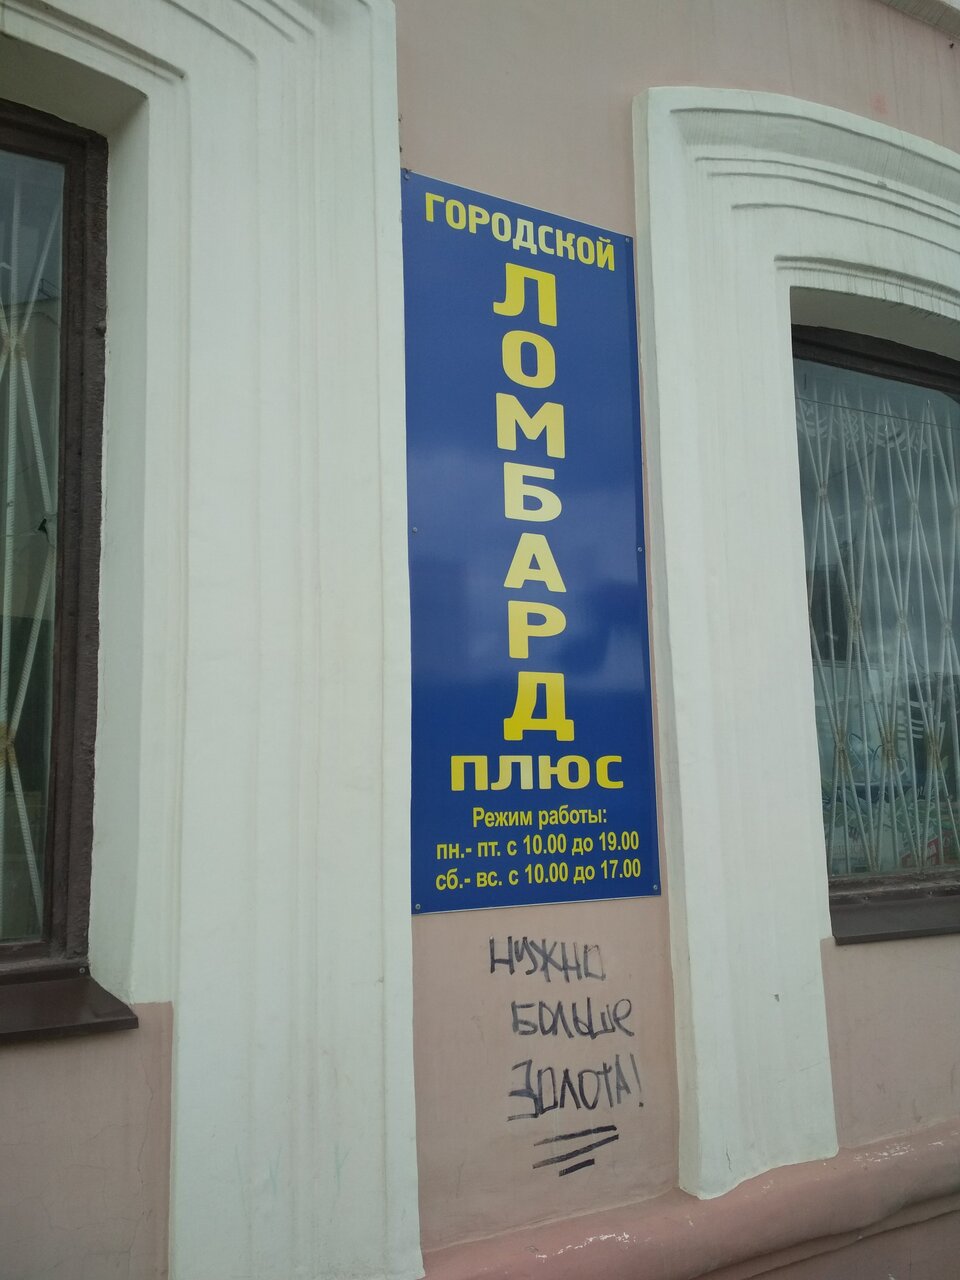 ГОРОДСКОЙ
ЛОМБАРД
ПЛЮС
Режим работы:
пн.- пт. с 10.00 до 19.00
сб.- вс. с 10.00 до 17.00
НУЖНО
БОЛЬШЕ
ЗОЛОТА!